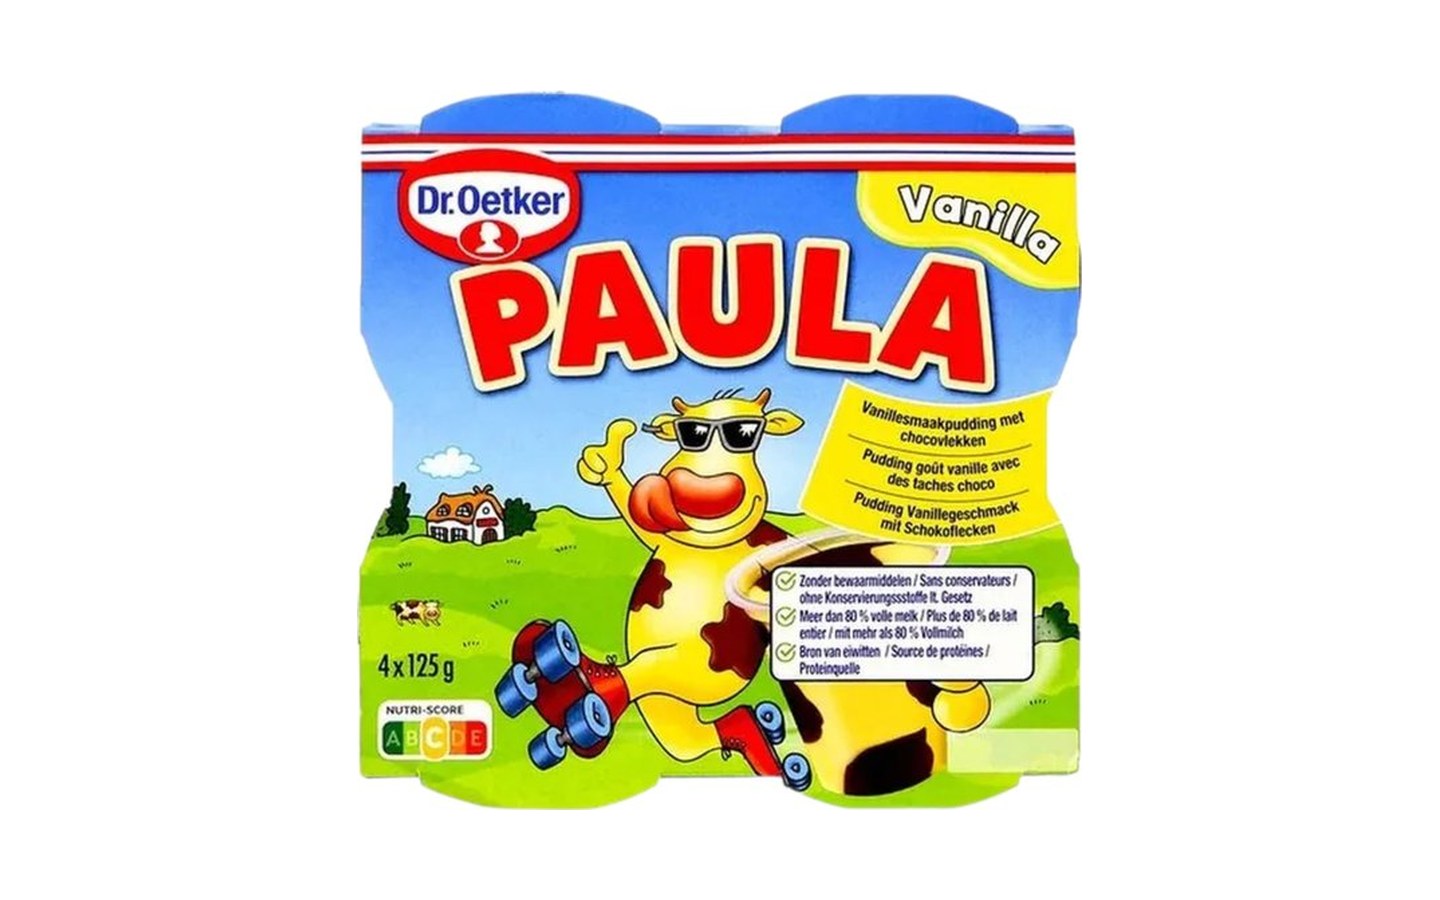 Dr.Oetker
Vanilla
PAULA
Vanillesmaakpudding met
chocovlekken
Pudding goût vanille avec
des taches choco
Pudding Vanillegeschmack
mit Schokoflecken
Zonder bewaarmiddelen / Sans conservateurs /
ohne Konservierungssstoffe lt. Gesetz
Meer dan 80 % volle melk / Plus de 80 % de lait
entier / mit mehr als 80 % Vollmilch
Bron van eiwitten / Source de protéines /
Proteinquelle
4 x 125 g
NUTRI-SCORE
A B C D E